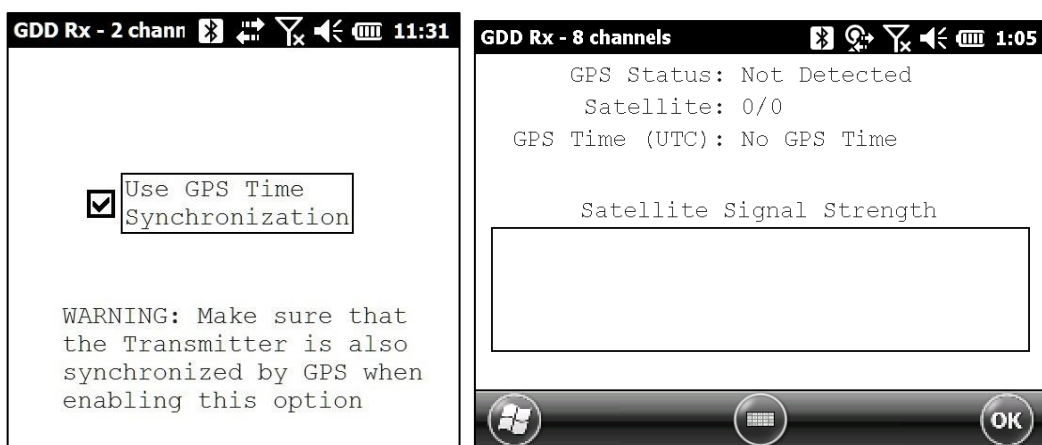 GDD Rx - 2 chann 11:31
Use GPS Time
Synchronization
WARNING: Make sure that
the Transmitter is also
synchronized by GPS when
enabling this option
GDD Rx - 8 channels 1:05
GPS Status: Not Detected
Satellite: 0/0
GPS Time (UTC): No GPS Time
Satellite Signal Strength
OK